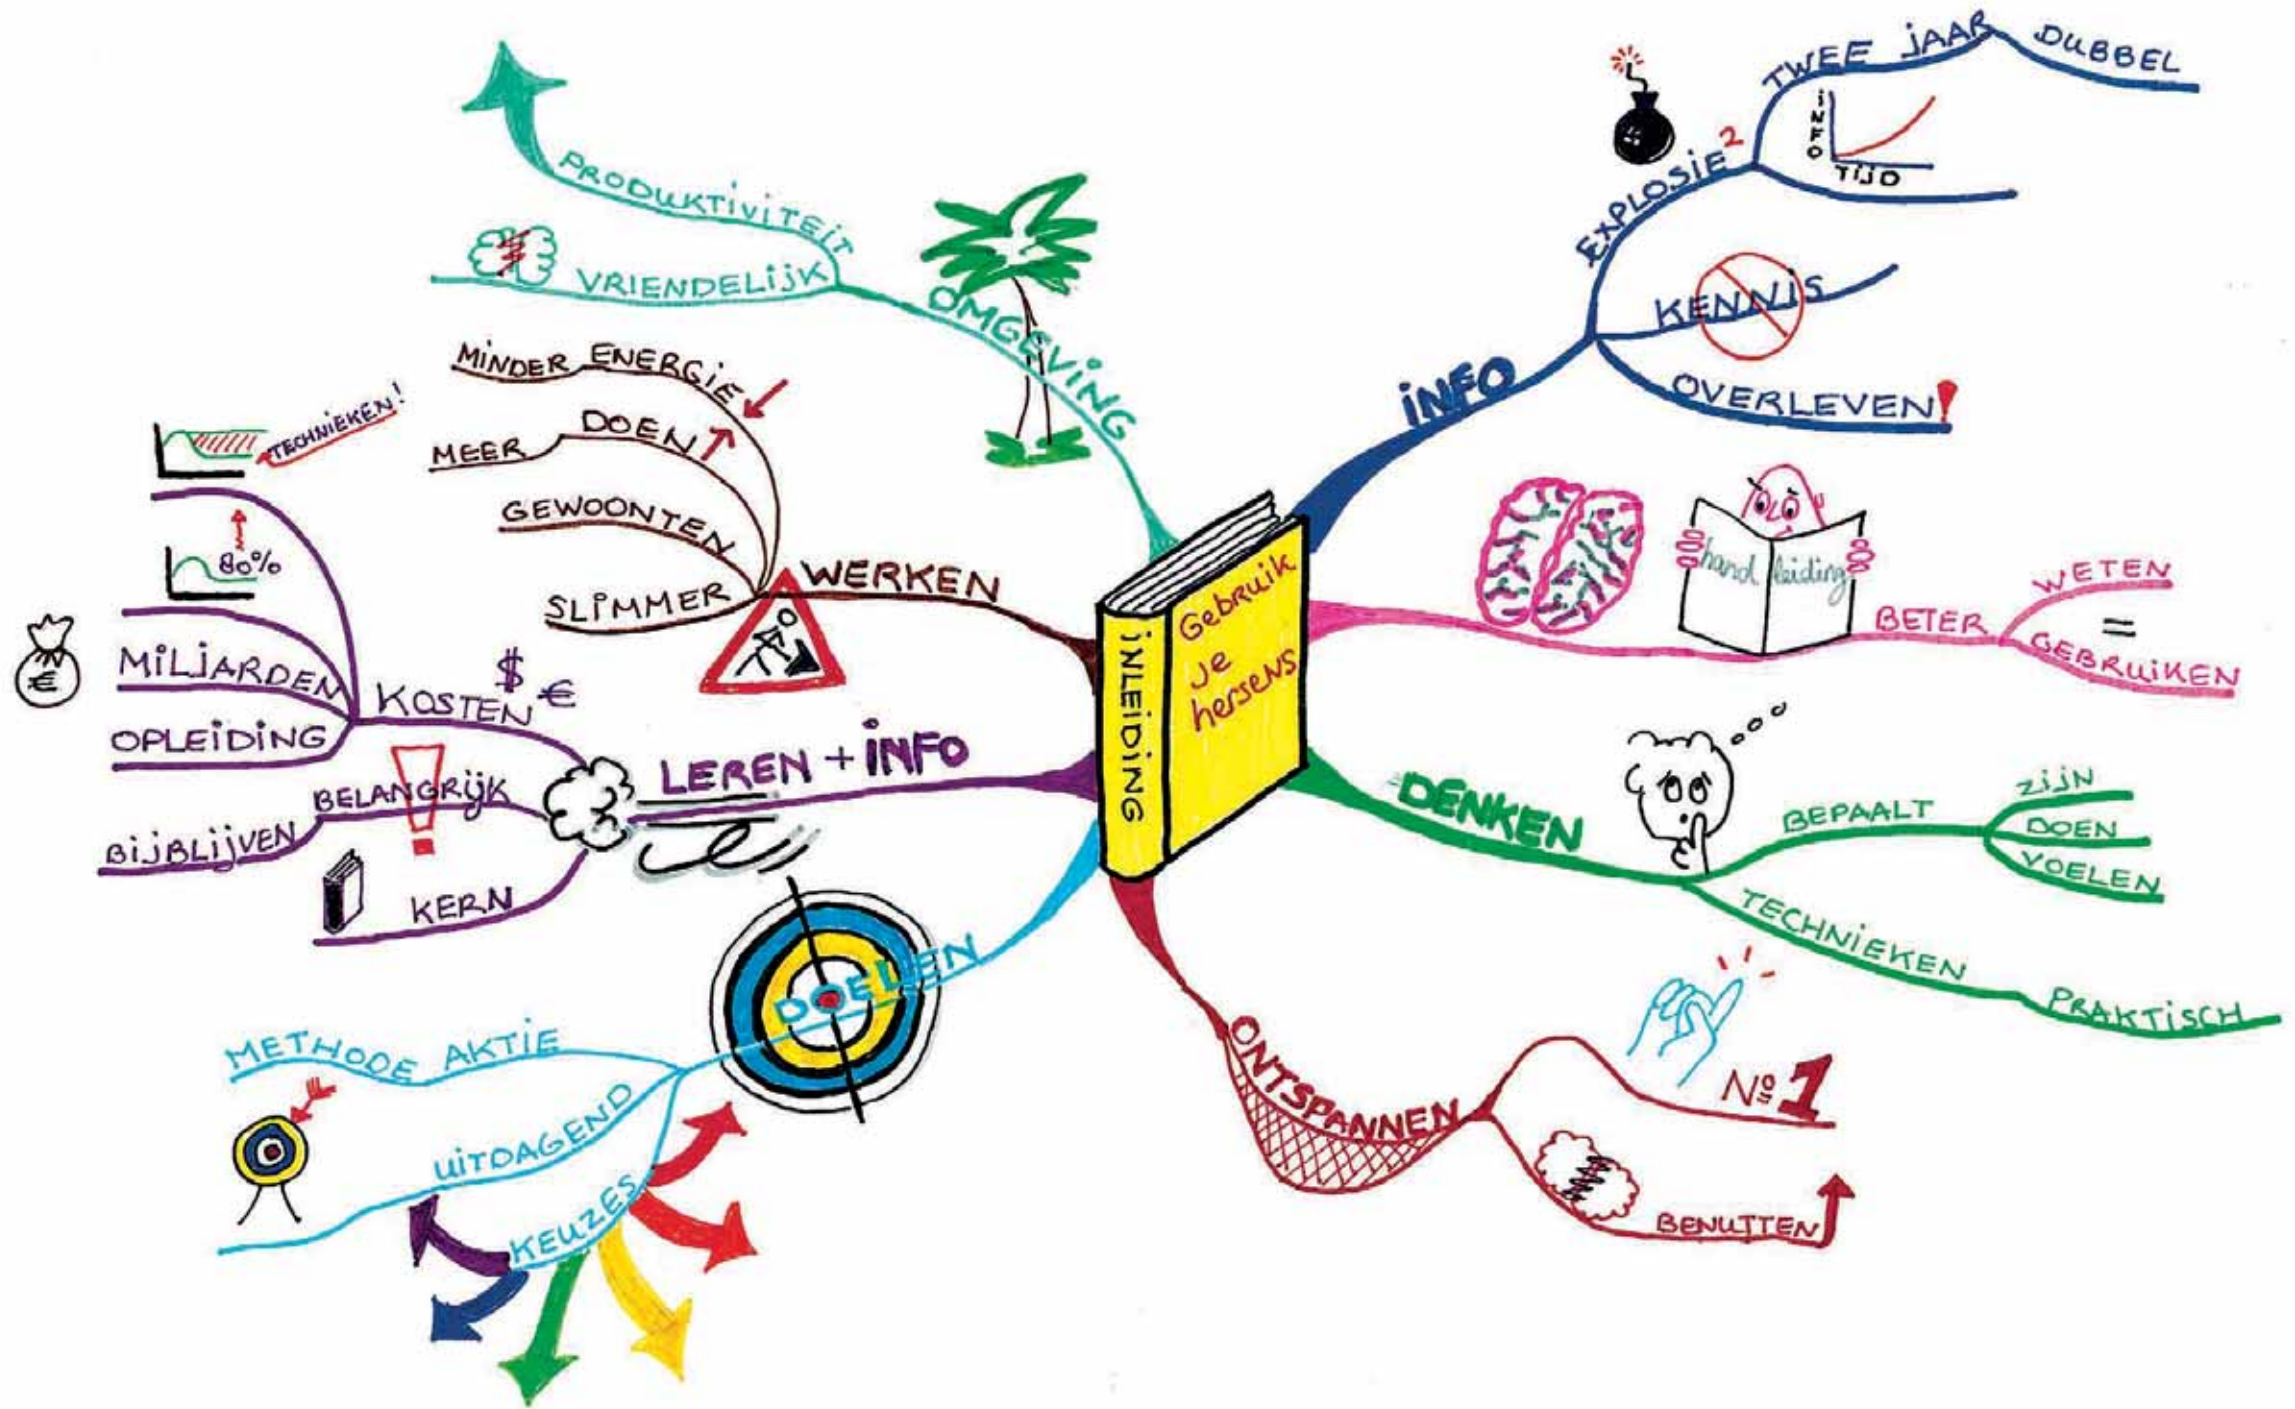 iNLEiDiNG
Gebruik
Je
hersens
iNFO
EXPLOSiE 2
TWEE jAAR
DUBBEL
iNFO
TijD
KENNiS
OVERLEVEN!
hand leiding
BETER
WETEN
=
GEBRUiKEN
DENKEN
BEPAALT
ZijN
DOEN
VOELEN
TECHNiEKEN
PRAKTiSCH
ONTSPANNEN
No 1
BENUTTEN
DOELEN
METHODE AKTiE
UiTDAGEND
KEUZES
LEREN + iNFO
KOSTEN $ €
TECHNiEKEN!
80%
MiLjARDEN
€
OPLEiDiNG
BELANGRijK
BijBLijVEN
KERN
WERKEN
MiNDER ENERGiE
MEER DOEN
GEWOONTEN
SLiMMER
OMGEViNG
PRODUKTiViTEiT
VRiENDELijK